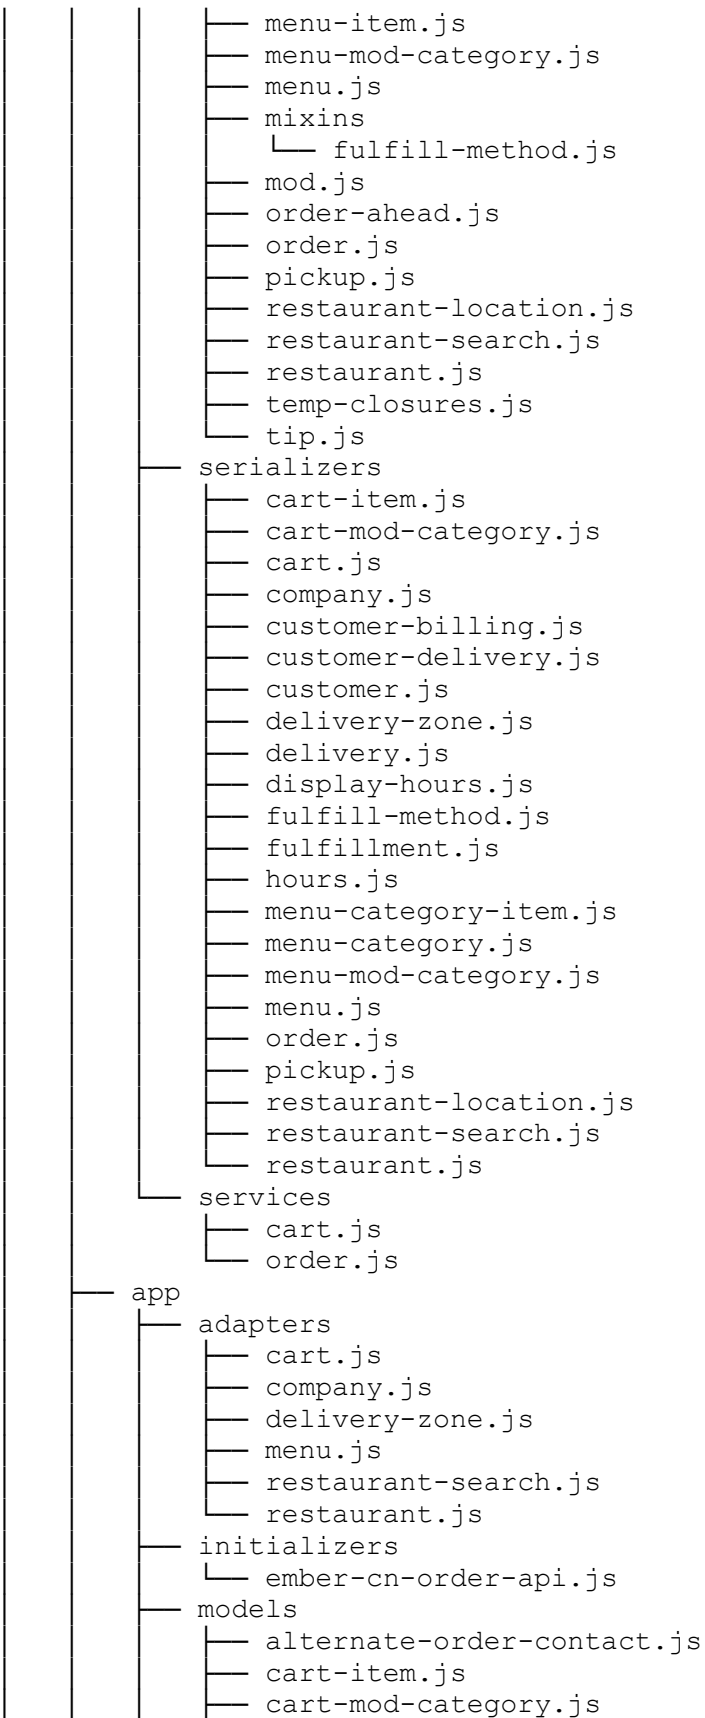 │   │   │   ├── menu-item.js
│   │   │   ├── menu-mod-category.js
│   │   │   ├── menu.js
│   │   │   ├── mixins
│   │   │   │   └── fulfill-method.js
│   │   │   ├── mod.js
│   │   │   ├── order-ahead.js
│   │   │   ├── order.js
│   │   │   ├── pickup.js
│   │   │   ├── restaurant-location.js
│   │   │   ├── restaurant-search.js
│   │   │   ├── restaurant.js
│   │   │   ├── temp-closures.js
│   │   │   └── tip.js
│   │   ├── serializers
│   │   │   ├── cart-item.js
│   │   │   ├── cart-mod-category.js
│   │   │   ├── cart.js
│   │   │   ├── company.js
│   │   │   ├── customer-billing.js
│   │   │   ├── customer-delivery.js
│   │   │   ├── customer.js
│   │   │   ├── delivery-zone.js
│   │   │   ├── delivery.js
│   │   │   ├── display-hours.js
│   │   │   ├── fulfill-method.js
│   │   │   ├── fulfillment.js
│   │   │   ├── hours.js
│   │   │   ├── menu-category-item.js
│   │   │   ├── menu-category.js
│   │   │   ├── menu-mod-category.js
│   │   │   ├── menu.js
│   │   │   ├── order.js
│   │   │   ├── pickup.js
│   │   │   ├── restaurant-location.js
│   │   │   ├── restaurant-search.js
│   │   │   └── restaurant.js
│   │   └── services
│   │       ├── cart.js
│   │       └── order.js
│   ├── app
│   │   ├── adapters
│   │   │   ├── cart.js
│   │   │   ├── company.js
│   │   │   ├── delivery-zone.js
│   │   │   ├── menu.js
│   │   │   ├── restaurant-search.js
│   │   │   └── restaurant.js
│   │   ├── initializers
│   │   │   └── ember-cn-order-api.js
│   │   ├── models
│   │   │   ├── alternate-order-contact.js
│   │   │   ├── cart-item.js
│   │   │   ├── cart-mod-category.js